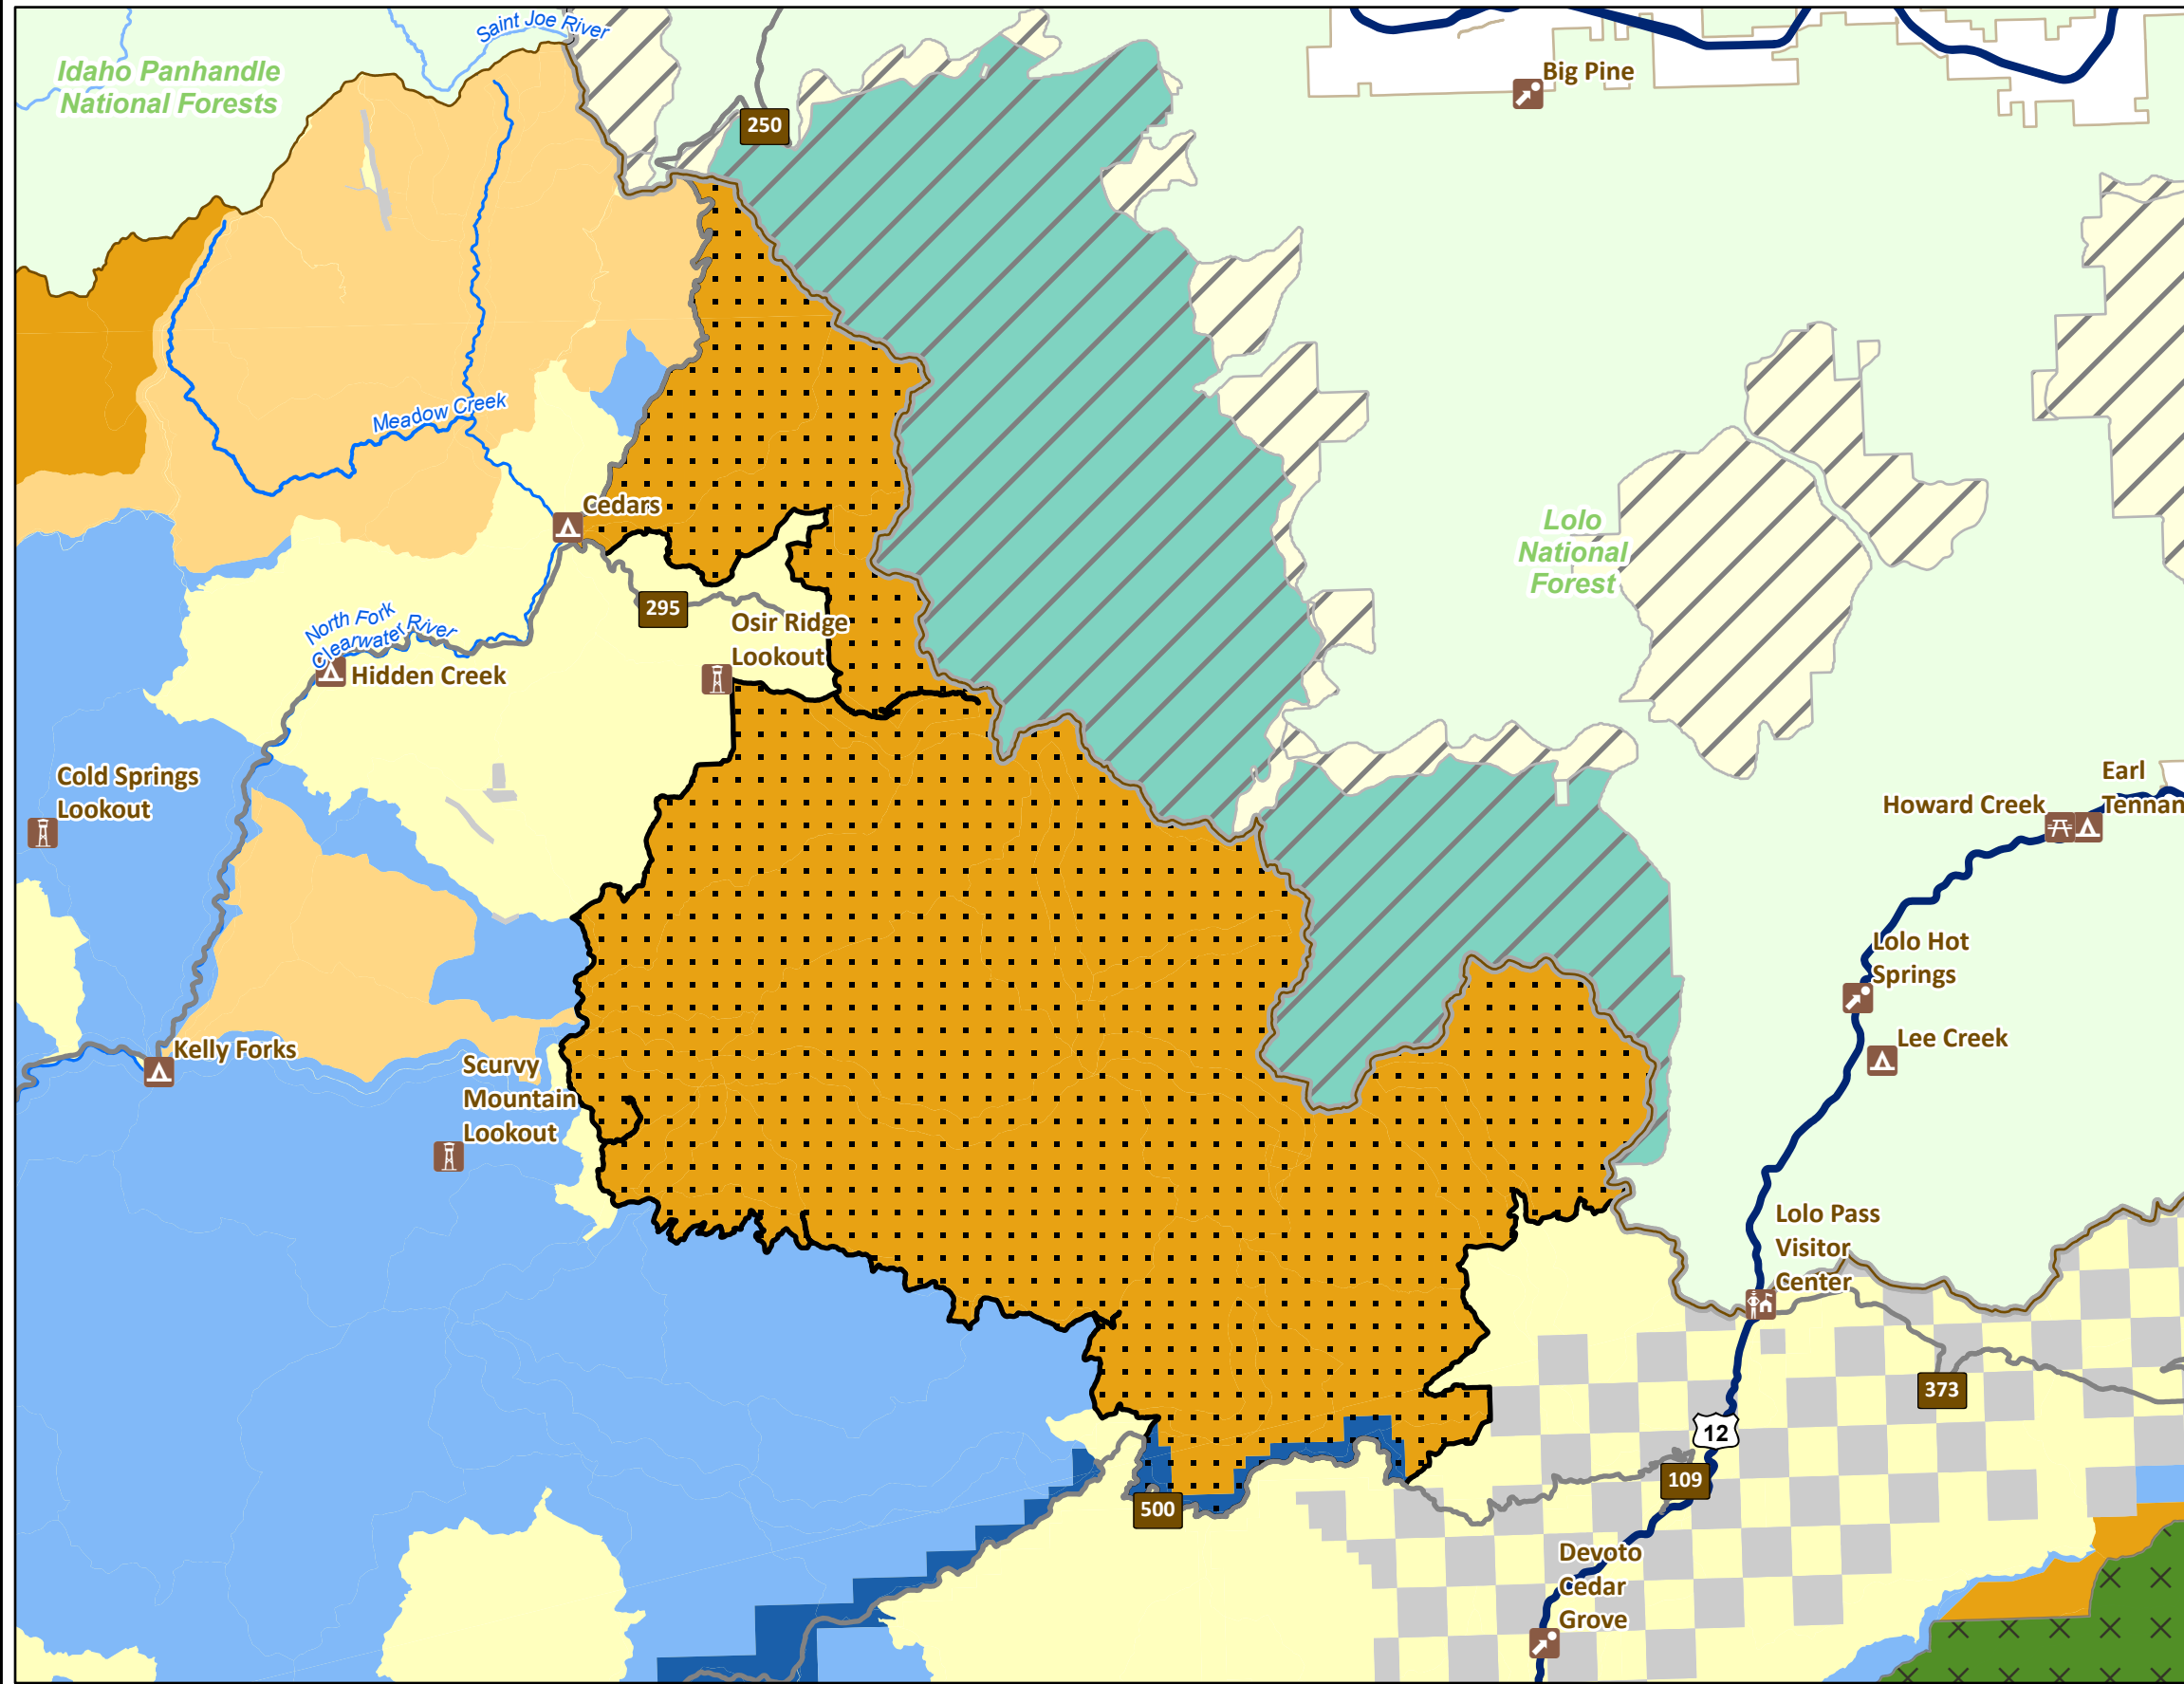 Saint Joe River
Idaho Panhandle
National Forests
Big Pine
250
Meadow Creek
Cedars
Lolo
National
Forest
295
North Fork
Clearwater River
Osir Ridge
Lookout
Hidden Creek
Cold Springs
Lookout
Earl
Tennan
Howard Creek
Lolo Hot
Springs
Lee Creek
Kelly Forks
Scurvy
Mountain
Lookout
Lolo Pass
Visitor
Center
373
12
109
500
Devoto
Cedar
Grove